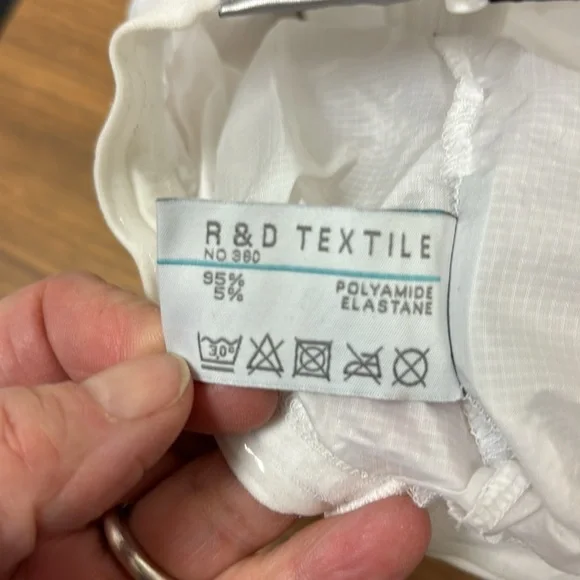 R & D TEXTILE
NO 360
95% POLYAMIDE
5% ELASTANE
30°